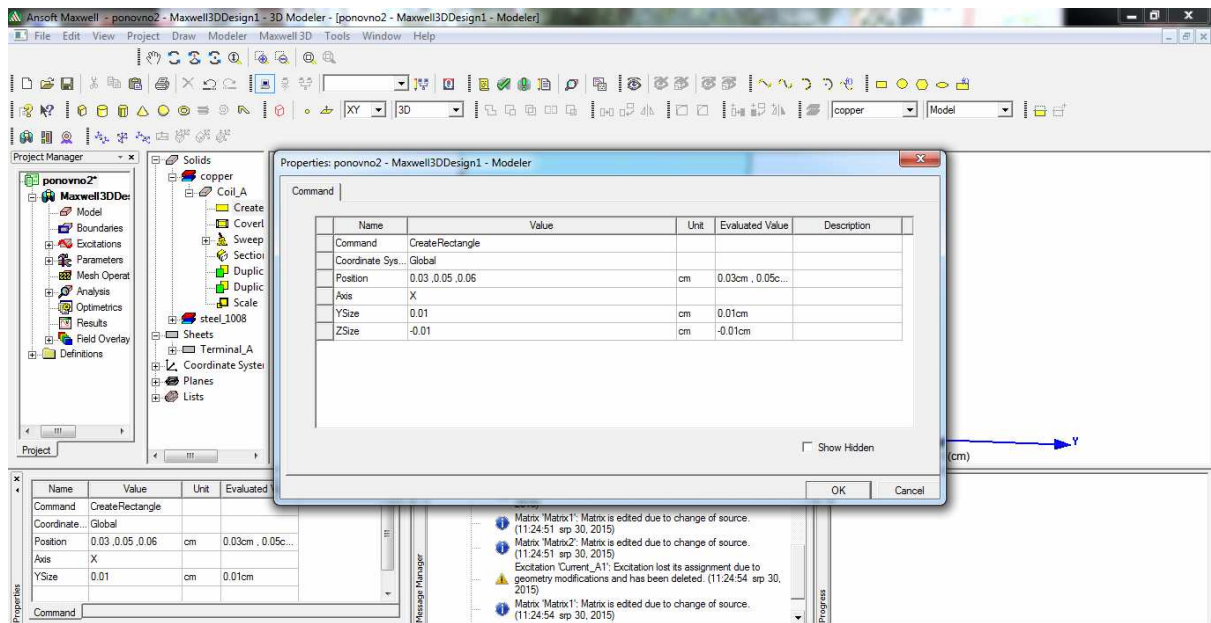 Ansoft Maxwell - ponovno2 - Maxwell3DDesign1 - 3D Modeler - [ponovno2 - Maxwell3DDesign1 - Modeler]
File Edit View Project Draw Modeler Maxwell 3D Tools Window Help
XY 3D copper Model
Project Manager
ponovno2*
Maxwell3DDe:
Model
Boundaries
Excitations
Parameters
Mesh Operat
Analysis
Optimetrics
Results
Field Overlay
Definitions
Project
Solids
copper
Coil_A
Create
Coverl
Sweep
Section
Duplic
Duplic
Scale
steel_1008
Sheets
Terminal_A
Coordinate System
Planes
Lists
Properties: ponovno2 - Maxwell3DDesign1 - Modeler
Command
Name Value Unit Evaluated Value Description
Command CreateRectangle
Coordinate Sys... Global
Position 0.03 ,0.05 ,0.06 cm 0.03cm , 0.05c...
Axis X
YSize 0.01 cm 0.01cm
ZSize -0.01 cm -0.01cm
Show Hidden
OK Cancel
Y
(cm)
Name Value Unit Evaluated V
Command CreateRectangle
Coordinate... Global
Position 0.03 ,0.05 ,0.06 cm 0.03cm , 0.05c...
Axis X
YSize 0.01 cm 0.01cm
Command
Properties
Message Manager
2015)
Matrix 'Matrix1': Matrix is edited due to change of source.
(11:24:51 srp 30, 2015)
Matrix 'Matrix2': Matrix is edited due to change of source.
(11:24:51 srp 30, 2015)
Excitation 'Current_A1': Excitation lost its assignment due to
geometry modifications and has been deleted. (11:24:54 srp 30,
2015)
Matrix 'Matrix1': Matrix is edited due to change of source.
(11:24:54 srp 30, 2015)
Progress